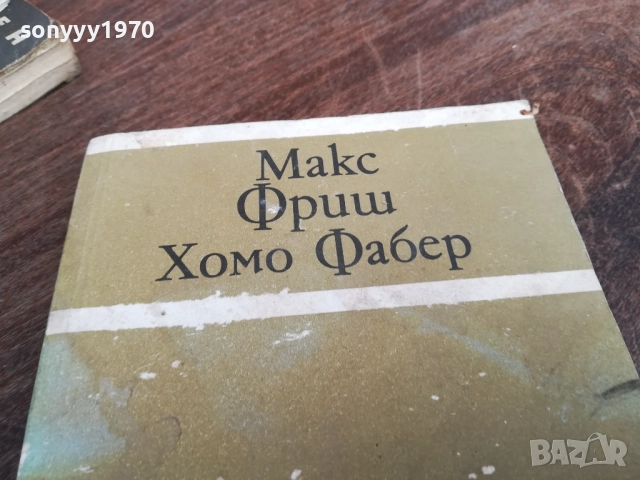 sonyyy1970
Макс
Фриш
Хомо Фабер
BAZAR